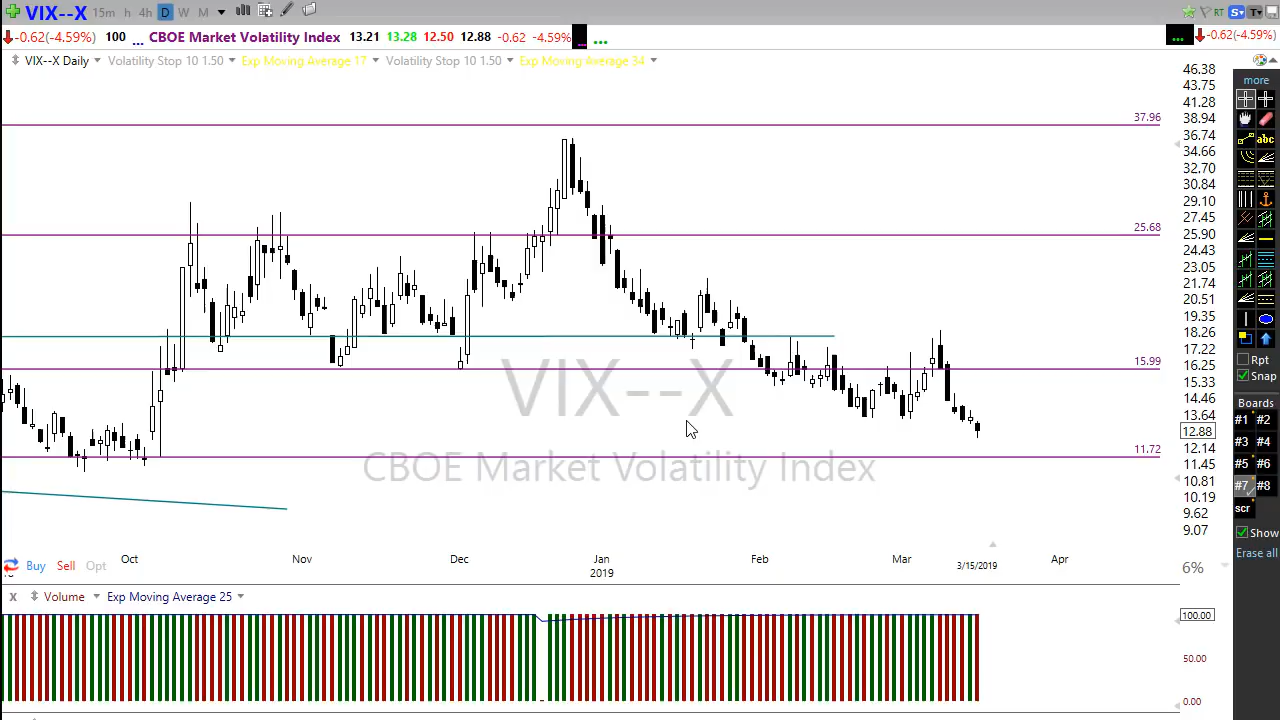 VIX--X 15m h 4h D W M RT S T
-0.62(-4.59%) 100 ... CBOE Market Volatility Index 13.21 13.28 12.50 12.88 -0.62 -4.59% ... ... ... -0.62(-4.59%)
VIX--X Daily Volatility Stop 10 1.50 Exp Moving Average 17 Volatility Stop 10 1.50 Exp Moving Average 34
46.38
43.75
41.28
38.94
36.74
34.66
32.70
30.84
29.10
27.45
25.90
24.43
23.05
21.74
20.51
19.35
18.26
17.22
16.25
15.33
14.46
13.64
12.88
12.14
11.45
10.81
10.19
9.62
9.07
37.96
25.68
15.99
11.72
VIX--X
CBOE Market Volatility Index
Oct Nov Dec Jan Feb Mar Apr
2019 3/15/2019
Buy Sell Opt
6%
X Volume Exp Moving Average 25
100.00
50.00
0.00
more
abc
Rpt
Snap
Boards
#1 #2
#3 #4
#5 #6
#7 #8
scr
Show
Erase all